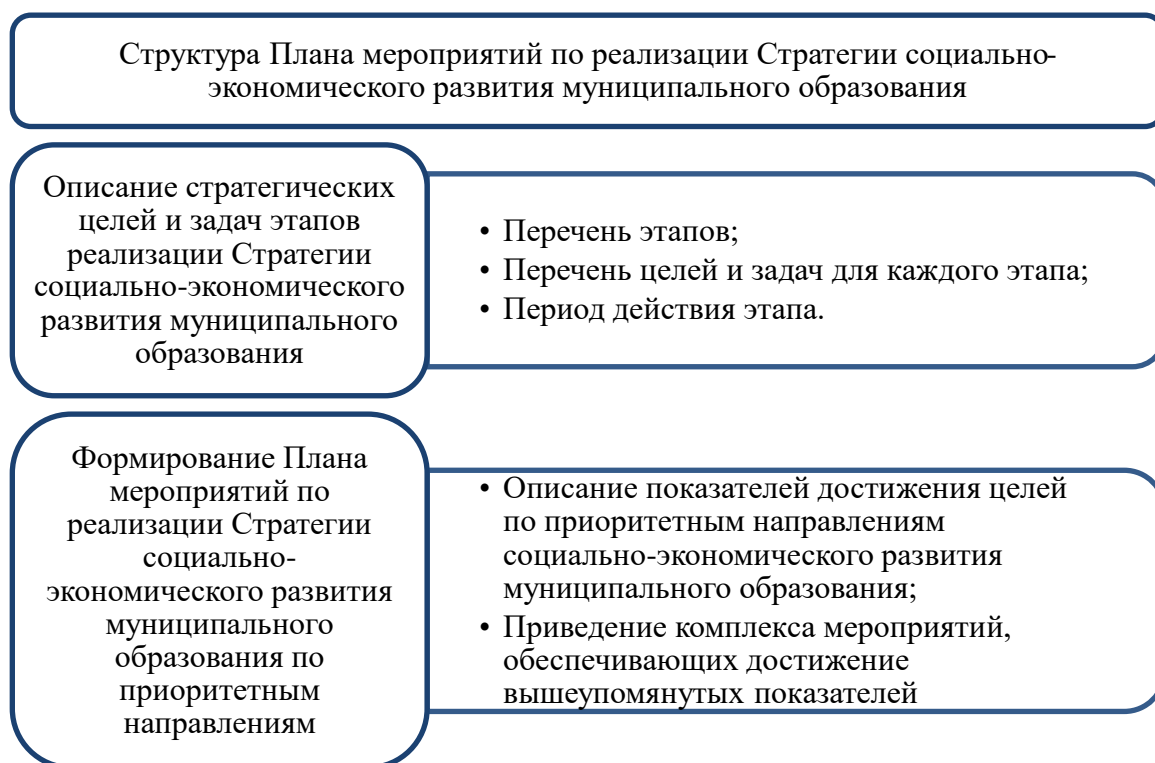 Структура Плана мероприятий по реализации Стратегии социально-
экономического развития муниципального образования
Описание стратегических
целей и задач этапов
реализации Стратегии
социально-экономического
развития муниципального
образования
• Перечень этапов;
• Перечень целей и задач для каждого этапа;
• Период действия этапа.
Формирование Плана
мероприятий по
реализации Стратегии
социально-
экономического развития
муниципального
образования по
приоритетным
направлениям
• Описание показателей достижения целей
по приоритетным направлениям
социально-экономического развития
муниципального образования;
• Приведение комплекса мероприятий,
обеспечивающих достижение
вышеупомянутых показателей